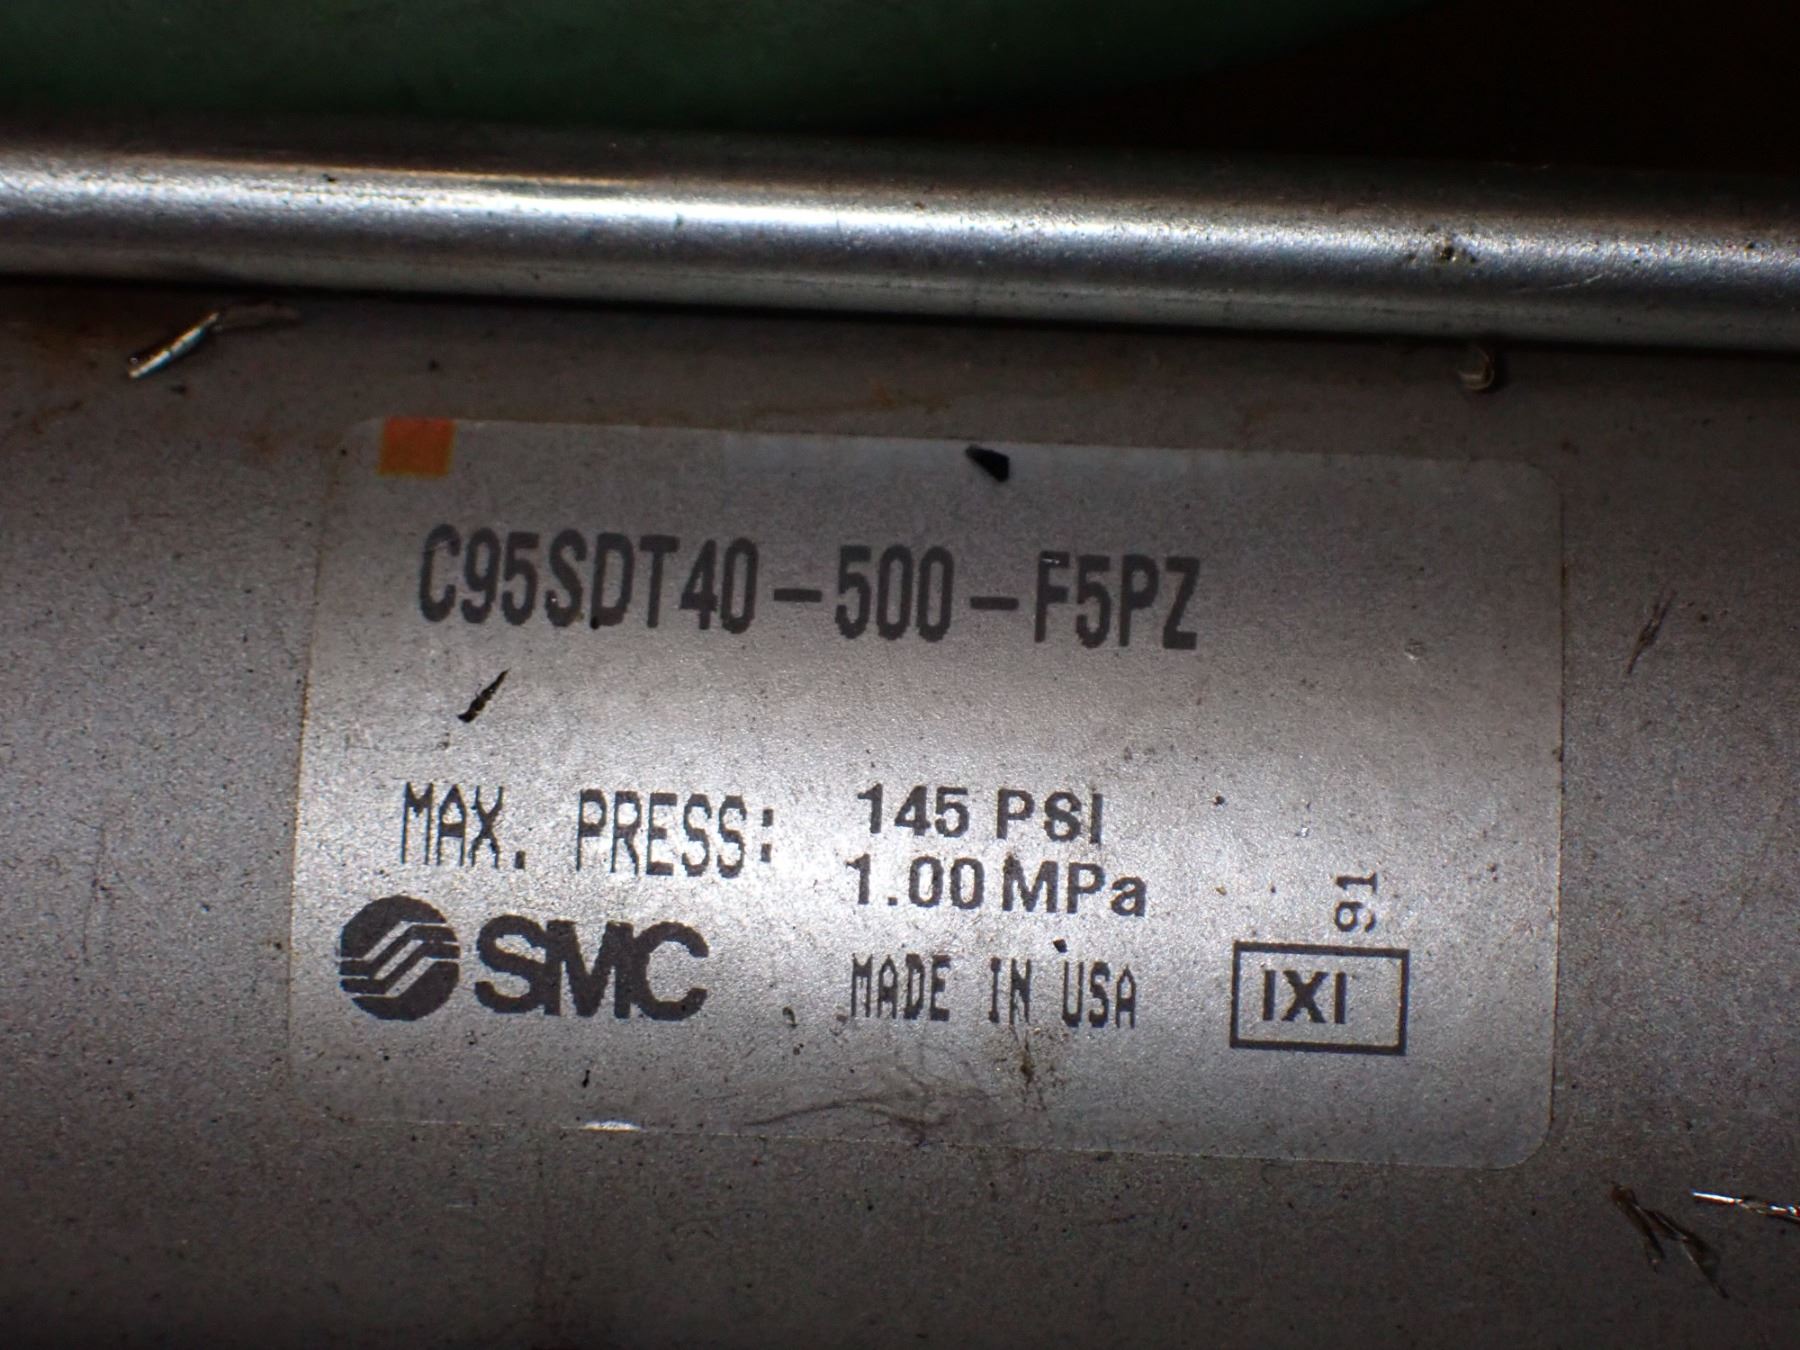 C95SDT40-500-F5PZ
MAX. PRESS: 145 PSI
1.00 MPa
SMC MADE IN USA
IXI
91